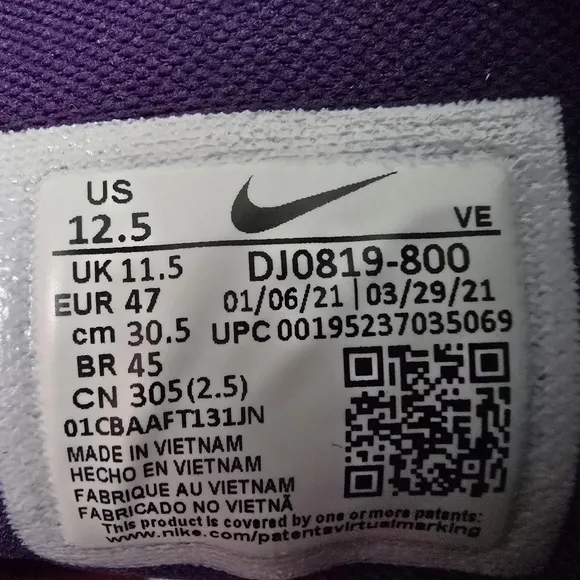 US
12.5
VE
UK 11.5
DJ0819-800
EUR 47
01/06/21 | 03/29/21
cm 30.5
UPC 00195237035069
BR 45
CN 305(2.5)
01CBAAFT131JN
MADE IN VIETNAM
HECHO EN VIETNAM
FABRIQUE AU VIETNAM
FABRICADO NO VIETNÃ
This product is covered by one or more patents:
www.nike.com/patentsvirtualmarking